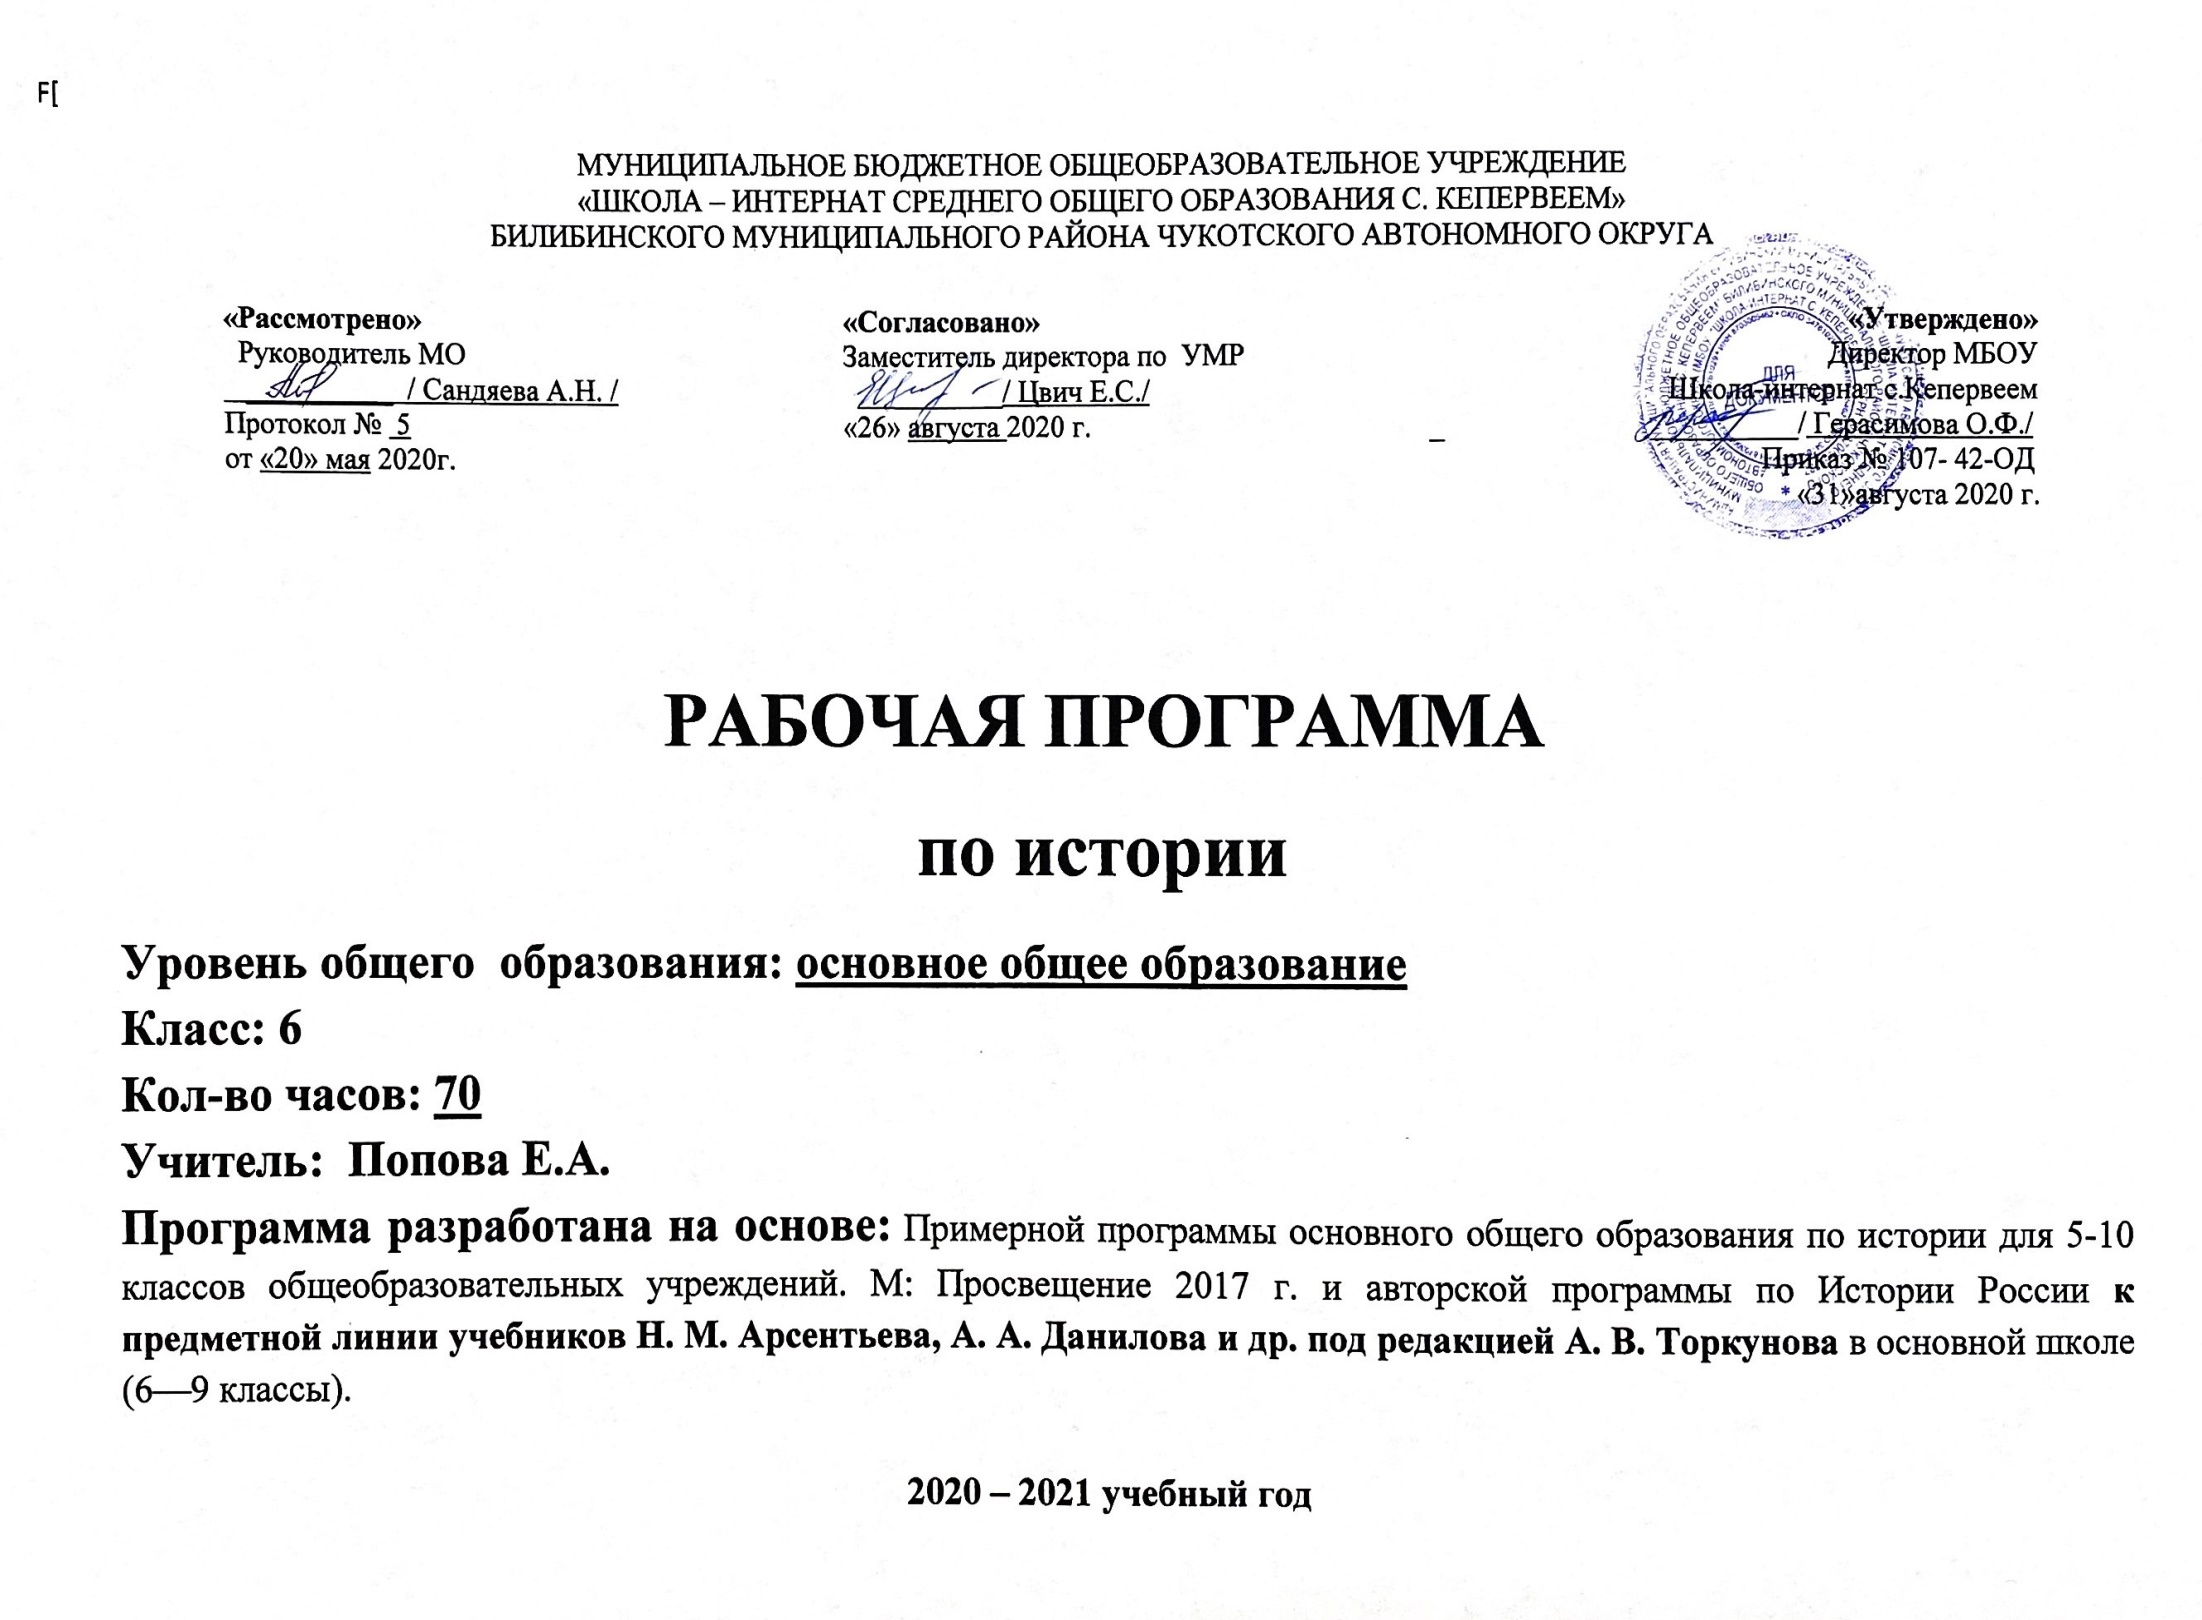 F[
МУНИЦИПАЛЬНОЕ БЮДЖЕТНОЕ ОБЩЕОБРАЗОВАТЕЛЬНОЕ УЧРЕЖДЕНИЕ
«ШКОЛА – ИНТЕРНАТ СРЕДНЕГО ОБЩЕГО ОБРАЗОВАНИЯ С. КЕПЕРВЕЕМ»
БИЛИБИНСКОГО МУНИЦИПАЛЬНОГО РАЙОНА ЧУКОТСКОГО АВТОНОМНОГО ОКРУГА
«Рассмотрено»
Руководитель МО
/ Сандяева А.Н. /
Протокол № 5
от «20» мая 2020г.
«Согласовано»
Заместитель директора по УМР
/ Цвич Е.С./
«26» августа 2020 г.
«Утверждено»
Директор МБОУ
Школа-интернат с.Кепервеем
/ Герасимова О.Ф./
Приказ № 107- 42-ОД
«31»августа 2020 г.
ДЛЯ
ДОКУМЕНТОВ
РАБОЧАЯ ПРОГРАММА
по истории
Уровень общего образования: основное общее образование
Класс: 6
Кол-во часов: 70
Учитель: Попова Е.А.
Программа разработана на основе: Примерной программы основного общего образования по истории для 5-10
классов общеобразовательных учреждений. М: Просвещение 2017 г. и авторской программы по Истории России к
предметной линии учебников Н. М. Арсентьева, А. А. Данилова и др. под редакцией А. В. Торкунова в основной школе
(6—9 классы).
2020 – 2021 учебный год